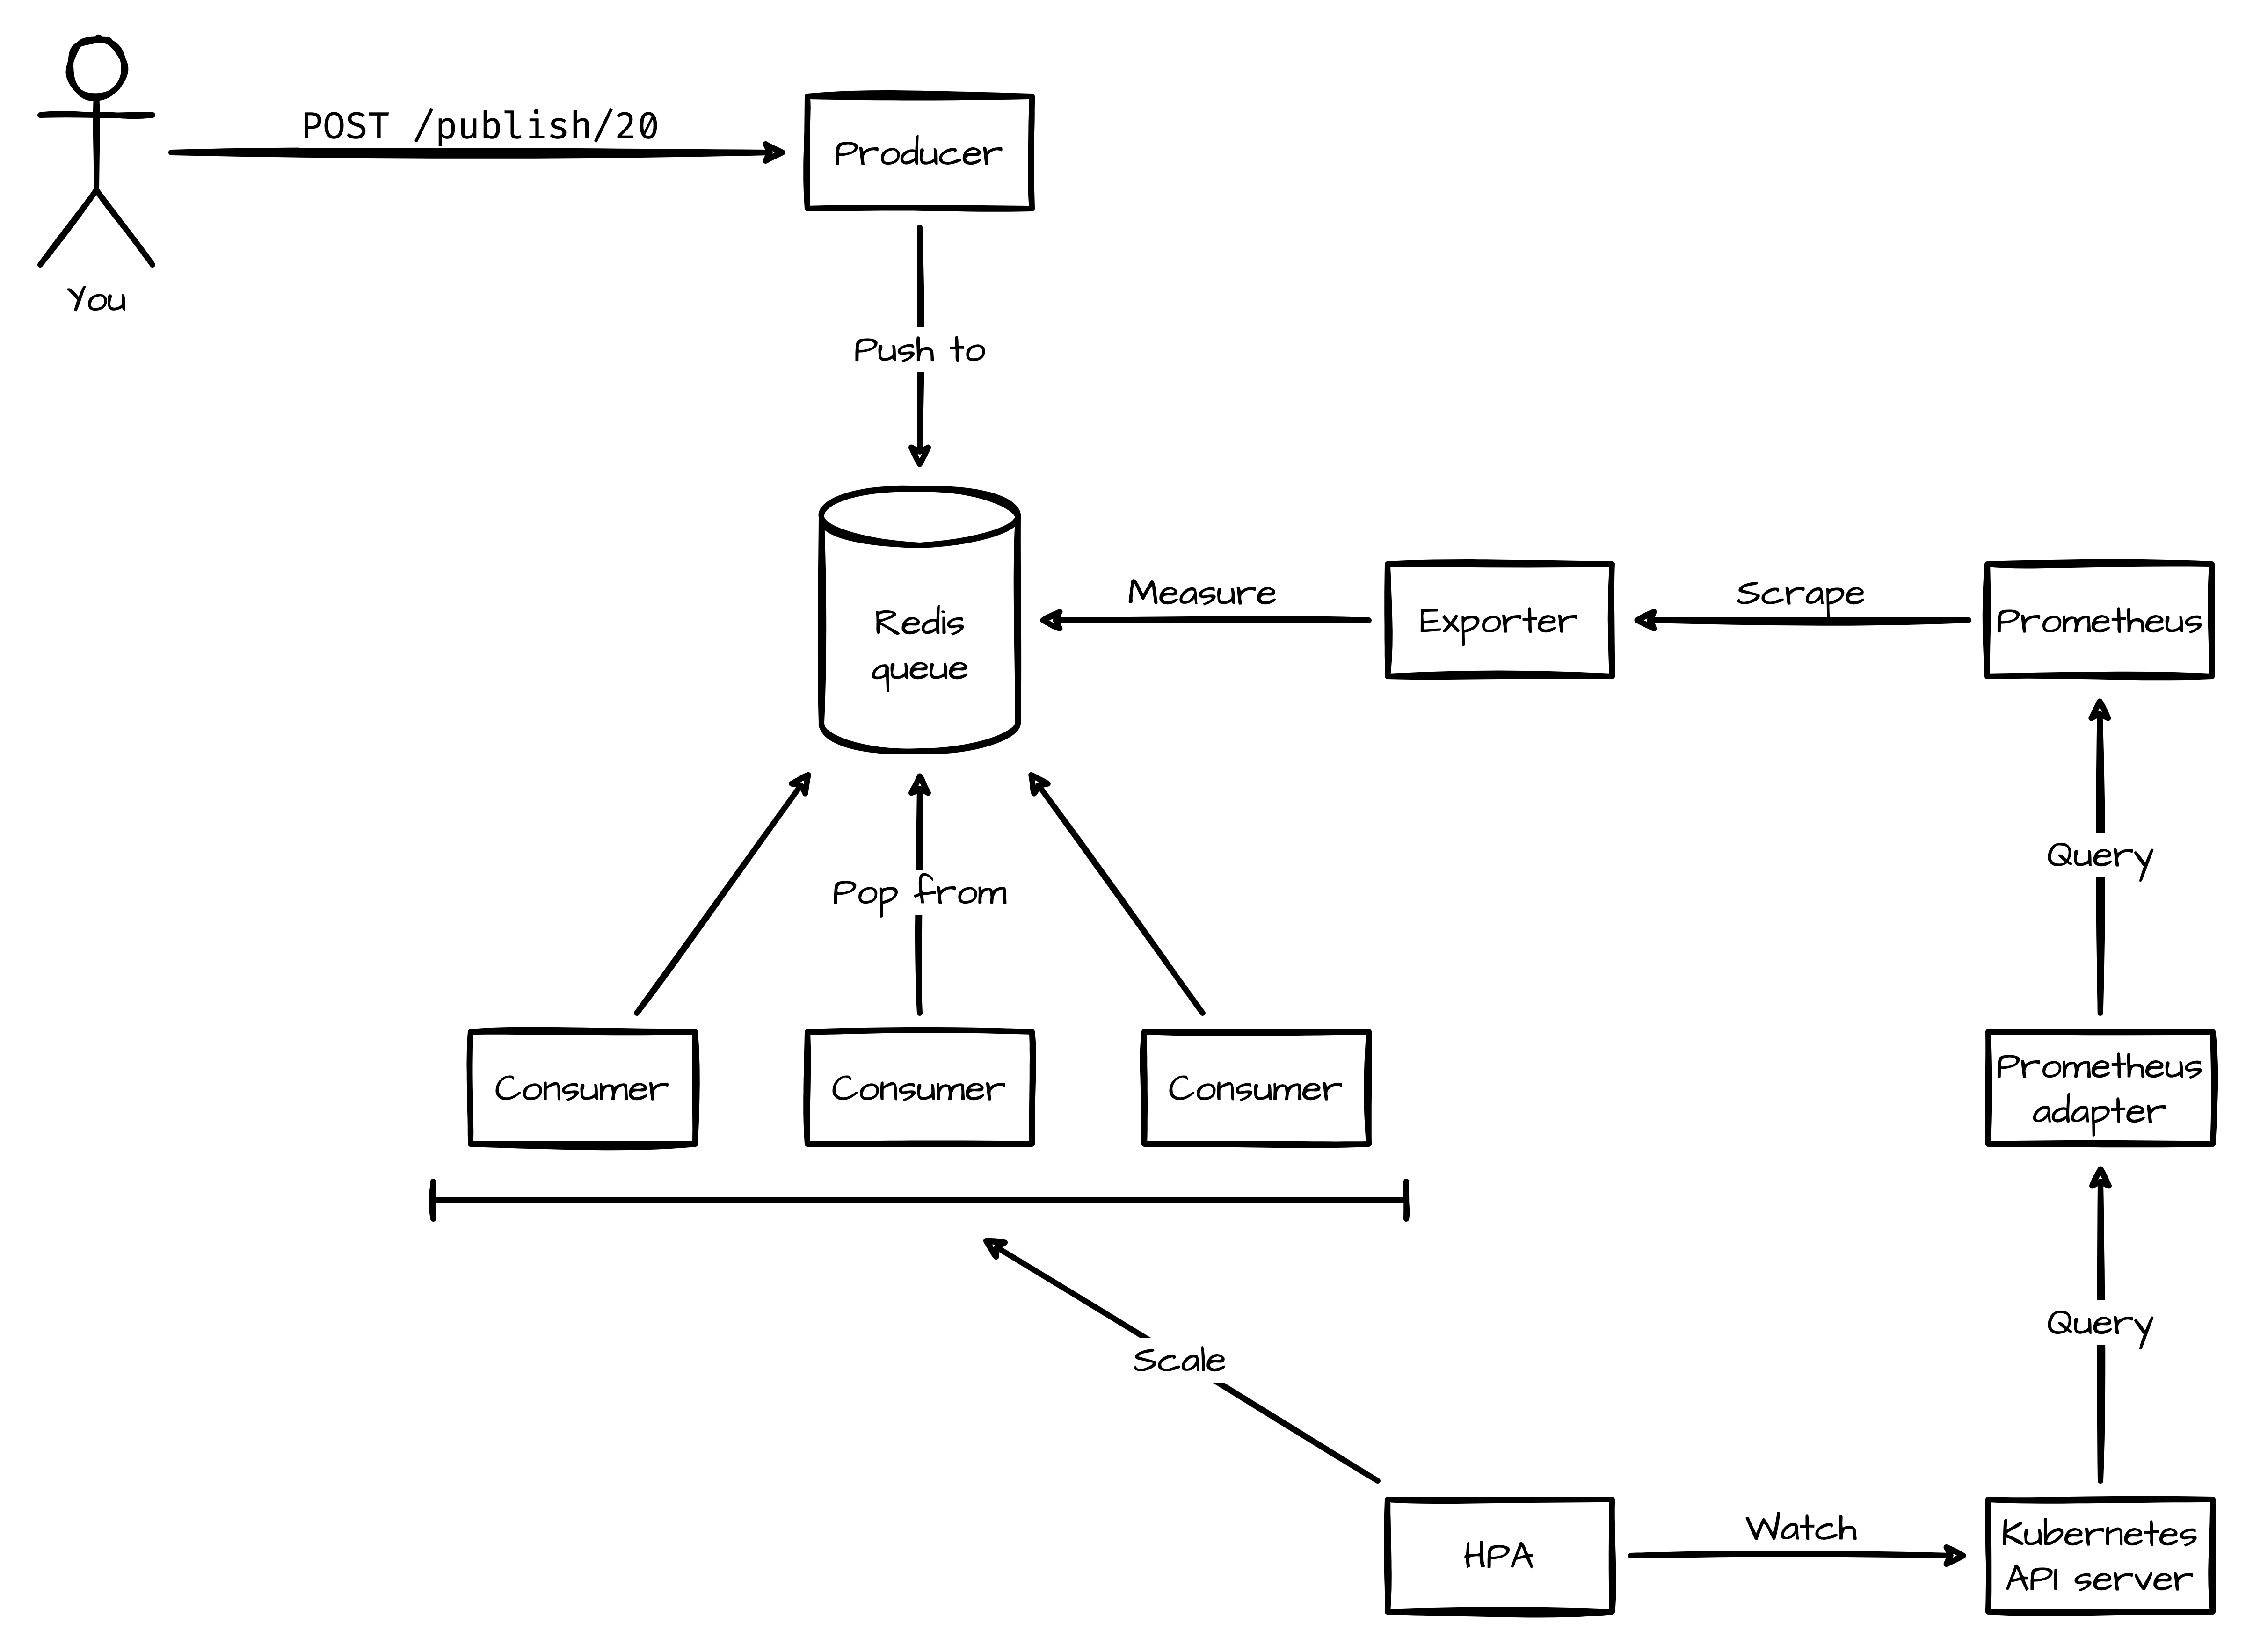 POST /publish/20
Producer
You
Push to
Redis
queue
Measure
Exporter
Scrape
Prometheus
Pop from
Query
Consumer
Consumer
Consumer
Prometheus
adapter
Scale
Query
HPA
Watch
Kubernetes
API server